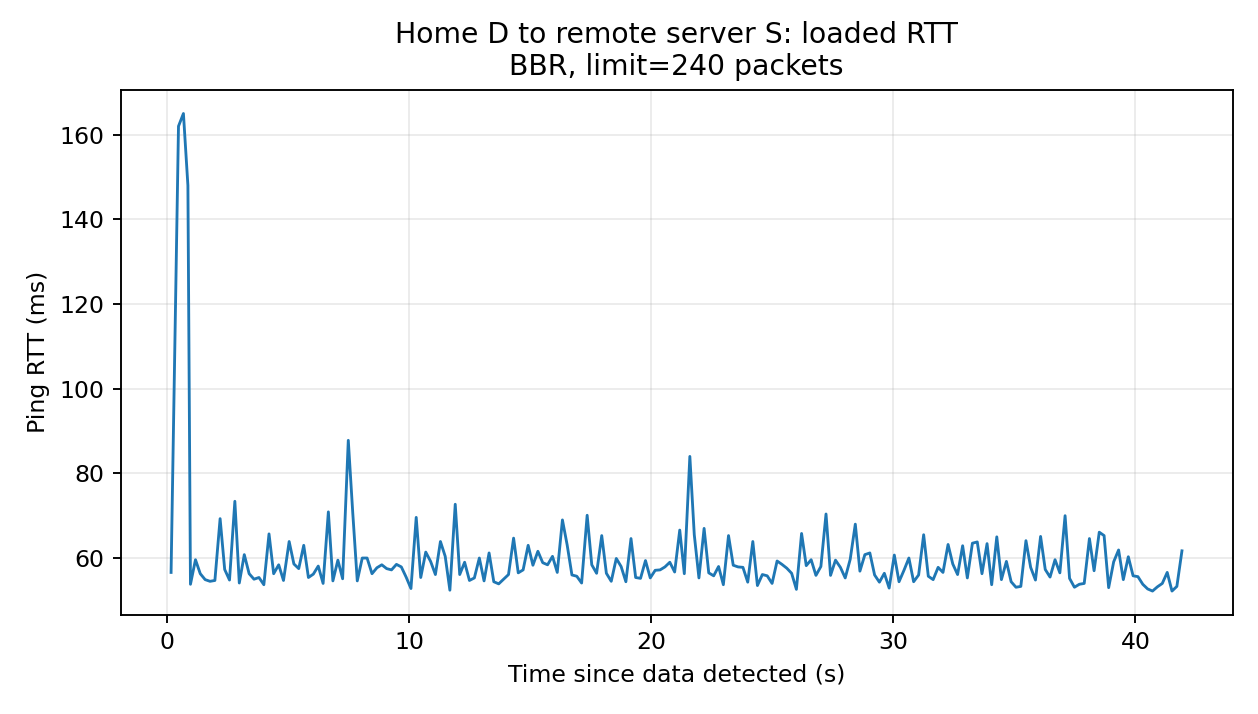 Home D to remote server S: loaded RTT
BBR, limit=240 packets
Ping RTT (ms)
160
140
120
100
80
60
0 10 20 30 40
Time since data detected (s)